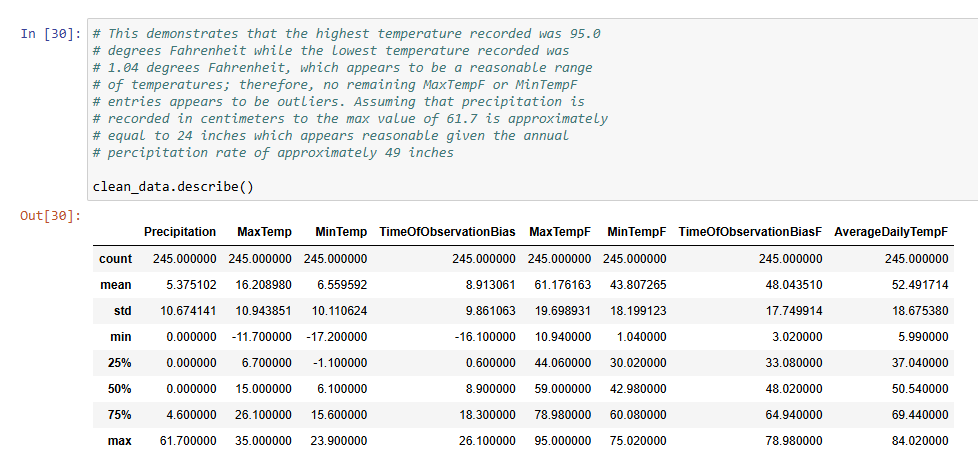 In [30]: # This demonstrates that the highest temperature recorded was 95.0
# degrees Fahrenheit while the lowest temperature recorded was
# 1.04 degrees Fahrenheit, which appears to be a reasonable range
# of temperatures; therefore, no remaining MaxTempF or MinTempF
# entries appears to be outliers. Assuming that precipitation is
# recorded in centimeters to the max value of 61.7 is approximately
# equal to 24 inches which appears reasonable given the annual
# percipitation rate of approximately 49 inches
clean_data.describe()
Out[30]:
Precipitation MaxTemp MinTemp TimeOfObservationBias MaxTempF MinTempF TimeOfObservationBiasF AverageDailyTempF
count 245.000000 245.000000 245.000000 245.000000 245.000000 245.000000 245.000000 245.000000
mean 5.375102 16.208980 6.559592 8.913061 61.176163 43.807265 48.043510 52.491714
std 10.674141 10.943851 10.110624 9.861063 19.698931 18.199123 17.749914 18.675380
min 0.000000 -11.700000 -17.200000 -16.100000 10.940000 1.040000 3.020000 5.990000
25% 0.000000 6.700000 -1.100000 0.600000 44.060000 30.020000 33.080000 37.040000
50% 0.000000 15.000000 6.100000 8.900000 59.000000 42.980000 48.020000 50.540000
75% 4.600000 26.100000 15.600000 18.300000 78.980000 60.080000 64.940000 69.440000
max 61.700000 35.000000 23.900000 26.100000 95.000000 75.020000 78.980000 84.020000